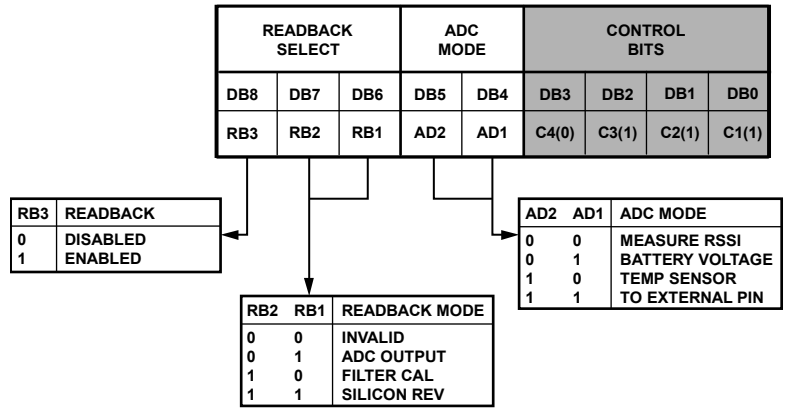 READBACK SELECT
ADC MODE
CONTROL BITS
DB8 DB7 DB6 DB5 DB4 DB3 DB2 DB1 DB0
RB3 RB2 RB1 AD2 AD1 C4(0) C3(1) C2(1) C1(1)
RB3 READBACK
0 DISABLED
1 ENABLED
RB2 RB1 READBACK MODE
0 0 INVALID
0 1 ADC OUTPUT
1 0 FILTER CAL
1 1 SILICON REV
AD2 AD1 ADC MODE
0 0 MEASURE RSSI
0 1 BATTERY VOLTAGE
1 0 TEMP SENSOR
1 1 TO EXTERNAL PIN